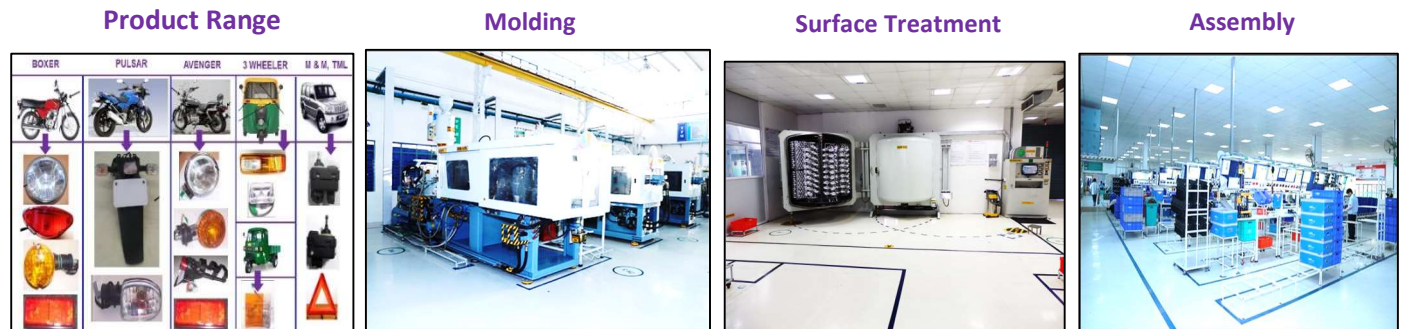 Product Range
Molding
Surface Treatment
Assembly
BOXER
PULSAR
AVENGER
3 WHEELER
M & M, TML